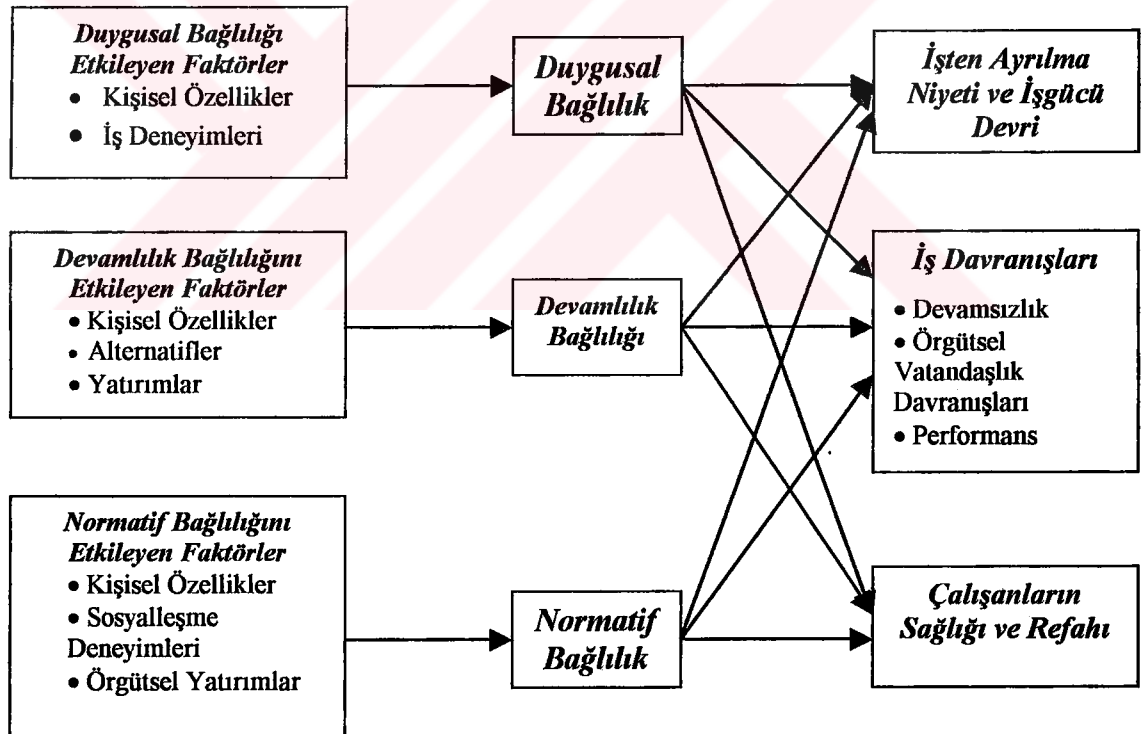 Duygusal Bağlılığı
Etkileyen Faktörler
• Kişisel Özellikler
• İş Deneyimleri
Duygusal
Bağlılık
İşten Ayrılma
Niyeti ve İşgücü
Devri
Devamlılık Bağlılığını
Etkileyen Faktörler
• Kişisel Özellikler
• Alternatifler
• Yatırımlar
Devamlılık
Bağlılığı
İş Davranışları
• Devamsızlık
• Örgütsel
Vatandaşlık
Davranışları
• Performans
Normatif Bağlılığını
Etkileyen Faktörler
• Kişisel Özellikler
• Sosyalleşme
Deneyimleri
• Örgütsel Yatırımlar
Normatif
Bağlılık
Çalışanların
Sağlığı ve Refahı